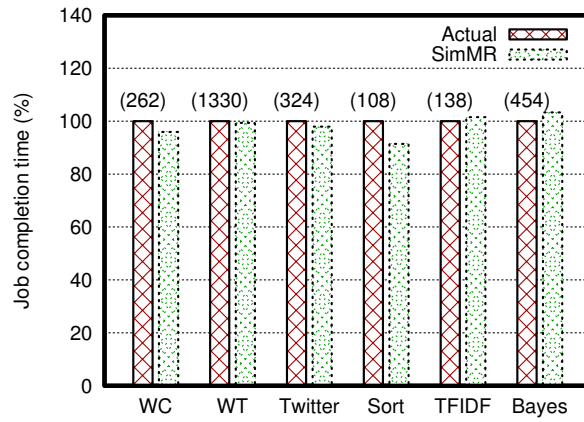 140
120
100
80
60
40
20
0
Job completion time (%)
Actual
SimMR
(262) (1330) (324) (108) (138) (454)
WC WT Twitter Sort TFIDF Bayes